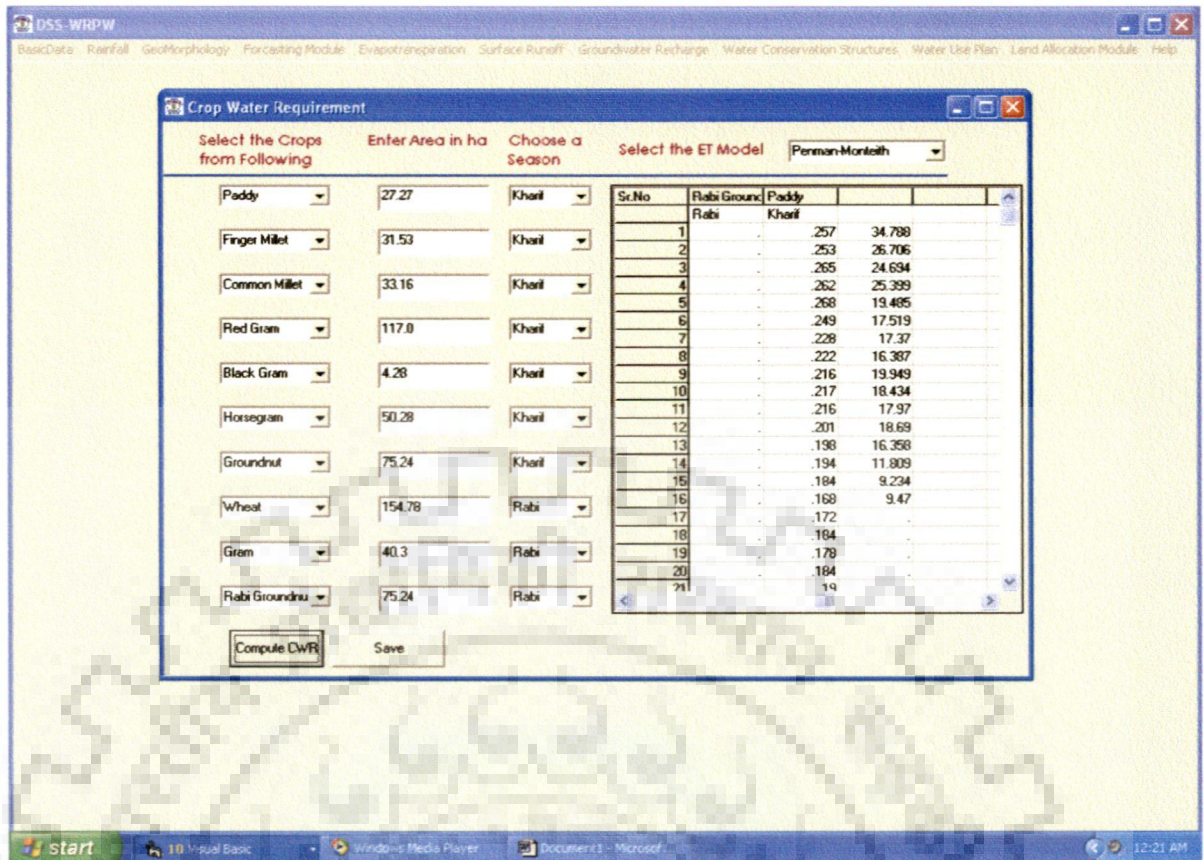 DSS-WRPW
BasicData Rainfall GeoMorphology Forcasting Module Evapotranspiration Surface Runoff Groundwater Recharge Water Conservation Structures Water Use Plan Land Allocation Module Help
Crop Water Requirement
Select the Crops from Following
Enter Area in ha
Choose a Season
Select the ET Model Penman-Monteith
Paddy 27.27 Kharif
Finger Millet 31.53 Kharif
Common Millet 33.16 Kharif
Red Gram 117.0 Kharif
Black Gram 4.28 Kharif
Horsegram 50.28 Kharif
Groundnut 75.24 Kharif
Wheat 154.78 Rabi
Gram 40.3 Rabi
Rabi Groundnu 75.24 Rabi
Sr.No Rabi Ground Paddy
Rabi Kharif
1 . .257 34.788
2 . .253 26.706
3 . .265 24.694
4 . .262 25.399
5 . .268 19.485
6 . .249 17.519
7 . .228 17.37
8 . .222 16.387
9 . .216 19.949
10 . .217 18.434
11 . .216 17.97
12 . .201 18.69
13 . .198 16.358
14 . .194 11.809
15 . .184 9.234
16 . .168 9.47
17 . .172 .
18 . .184 .
19 . .178 .
20 . .184 .
21 19
Compute CWR Save
start 10 Visual Basic Windows Media Player Document1 - Microsof... 12:21 AM